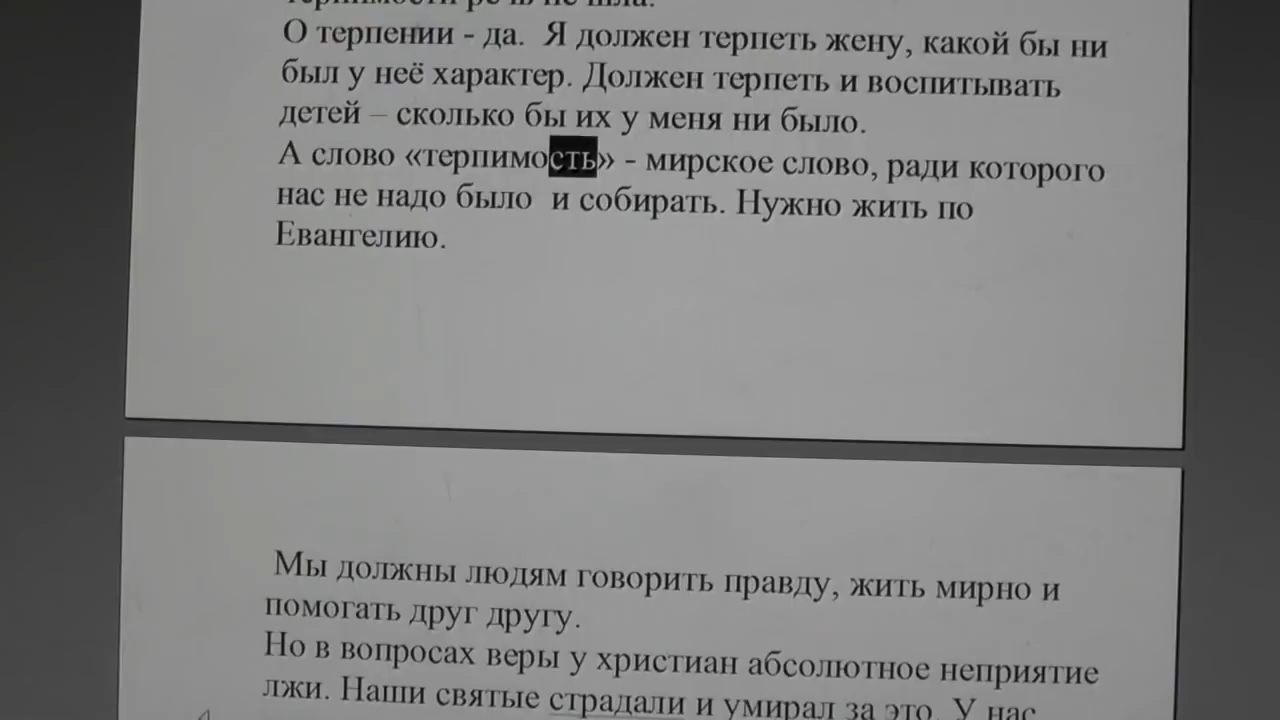 О терпении - да. Я должен терпеть жену, какой бы ни
был у неё характер. Должен терпеть и воспитывать
детей – сколько бы их у меня ни было.
А слово «терпимость» - мирское слово, ради которого
нас не надо было и собирать. Нужно жить по
Евангелию.
Мы должны людям говорить правду, жить мирно и
помогать друг другу.
Но в вопросах веры у христиан абсолютное неприятие
лжи. Наши святые страдали и умирал за это. У нас